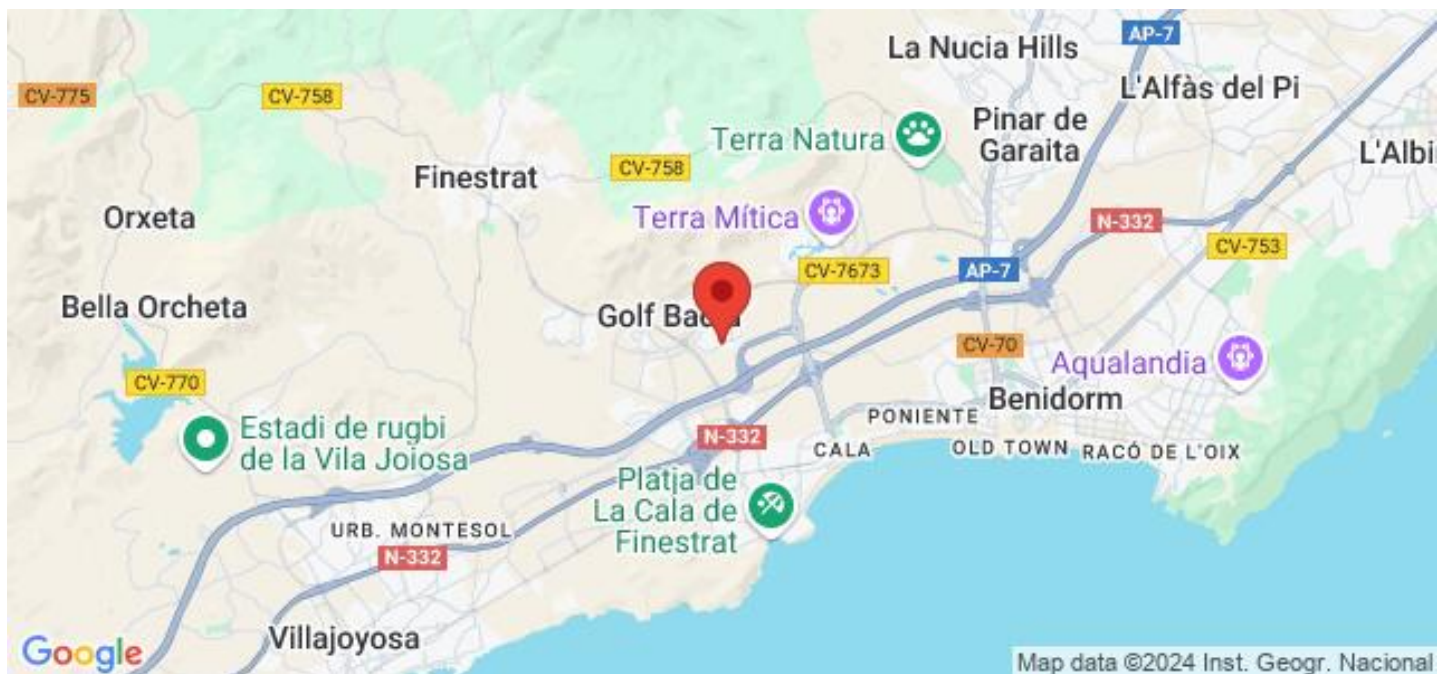 La Nucia Hills
AP-7
CV-775
CV-758
L'Alfàs del Pi
Terra Natura
Pinar de
Garaita
L'Albi
Finestrat
CV-758
Orxeta
Terra Mítica
N-332
CV-753
CV-7673
AP-7
Bella Orcheta
Golf
CV-70
Aqualandia
CV-770
Benidorm
PONIENTE
Estadi de rugbi
de la Vila Joiosa
N-332
CALA
OLD TOWN
RACÓ DE L'OIX
Platja de
La Cala de
Finestrat
URB. MONTESOL
N-332
Villajoyosa
Google
Map data ©2024 Inst. Geogr. Nacional